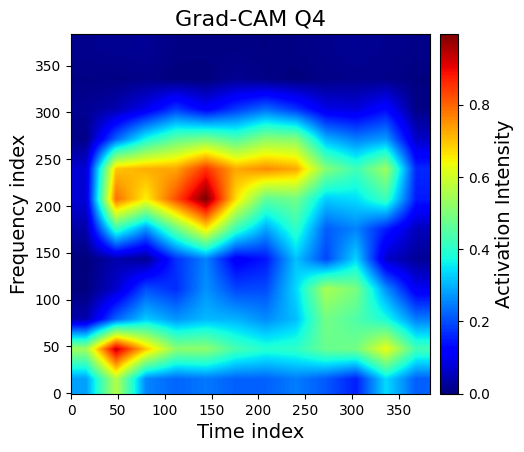 Grad-CAM Q4
Frequency index
350
300
250
200
150
100
50
0
0 50 100 150 200 250 300 350
Time index
0.8
0.6
0.4
0.2
0.0
Activation Intensity